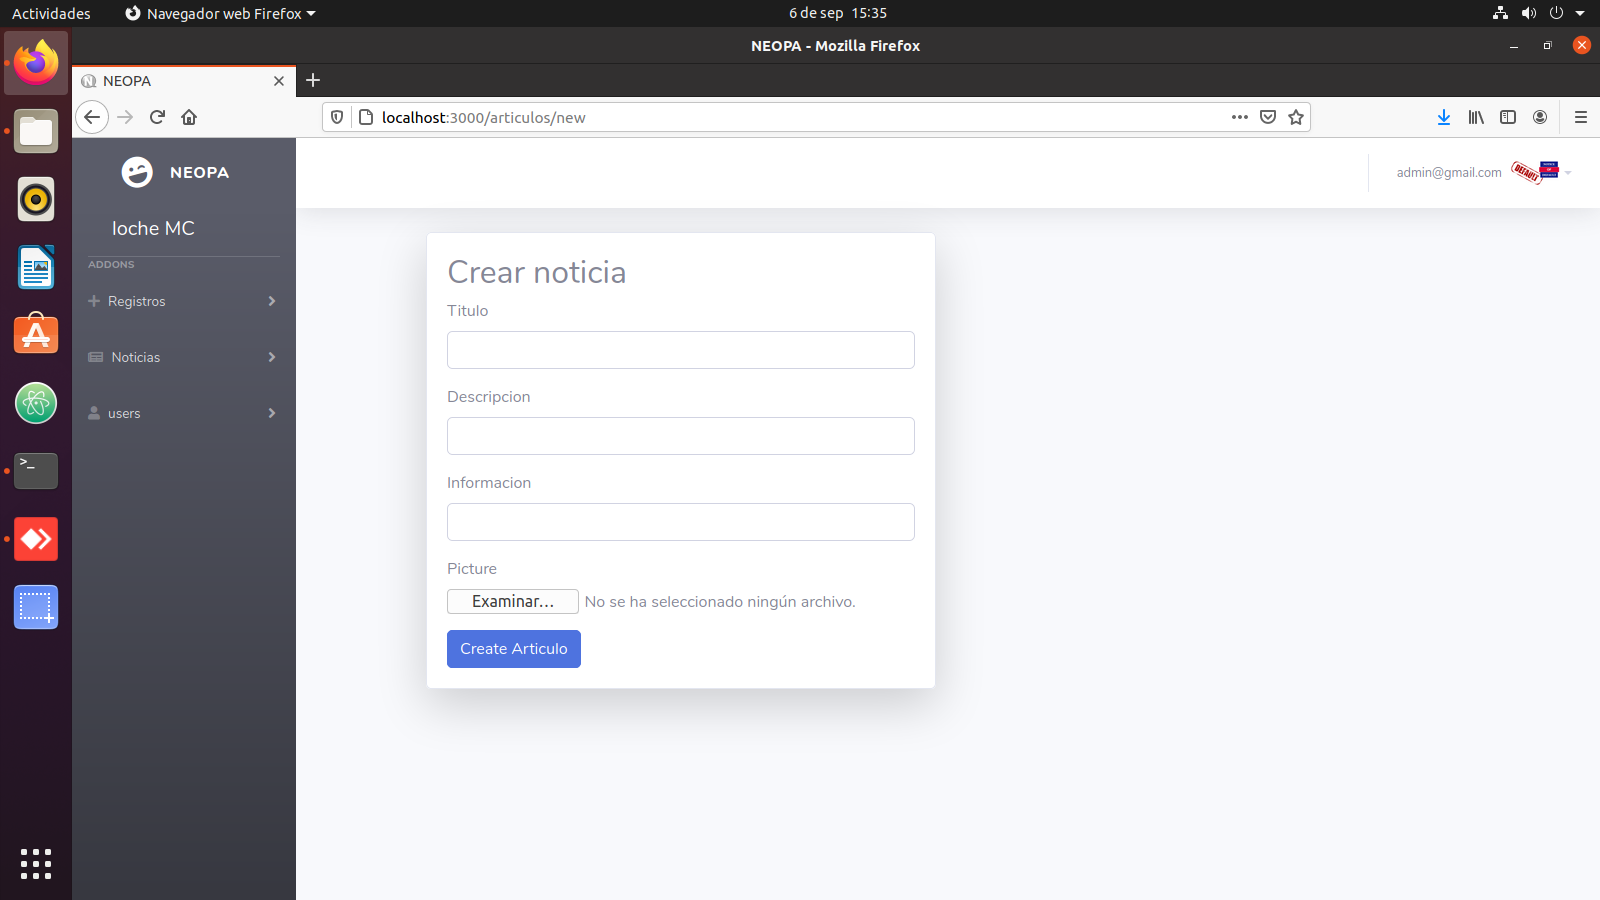 Actividades
Navegador web Firefox
6 de sep 15:35
NEOPA - Mozilla Firefox
NEOPA
localhost:3000/articulos/new
NEOPA
admin@gmail.com
DEFAULT
Ioche MC
ADDONS
Registros
Noticias
users
Crear noticia
Titulo
Descripcion
Informacion
Picture
Examinar...
No se ha seleccionado ningún archivo.
Create Articulo